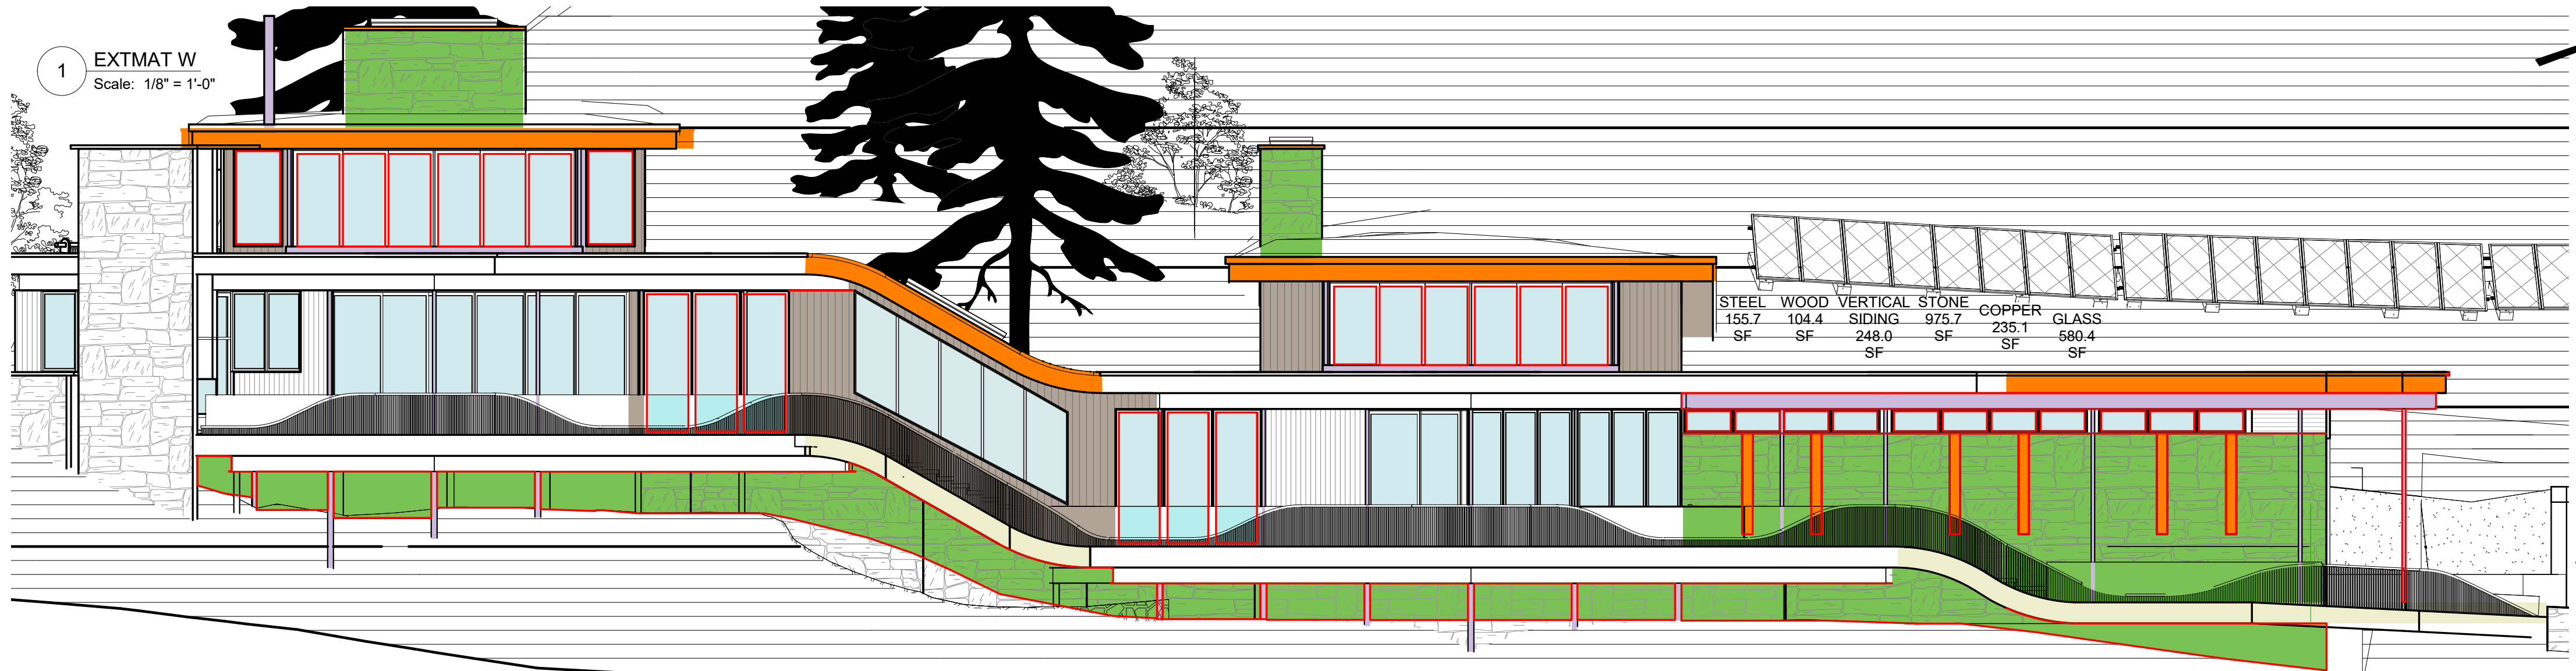 1
EXTMAT W
Scale: 1/8" = 1'-0"
STEEL
155.7
SF
WOOD
104.4
SF
VERTICAL
SIDING
248.0
SF
STONE
975.7
SF
COPPER
235.1
SF
GLASS
580.4
SF